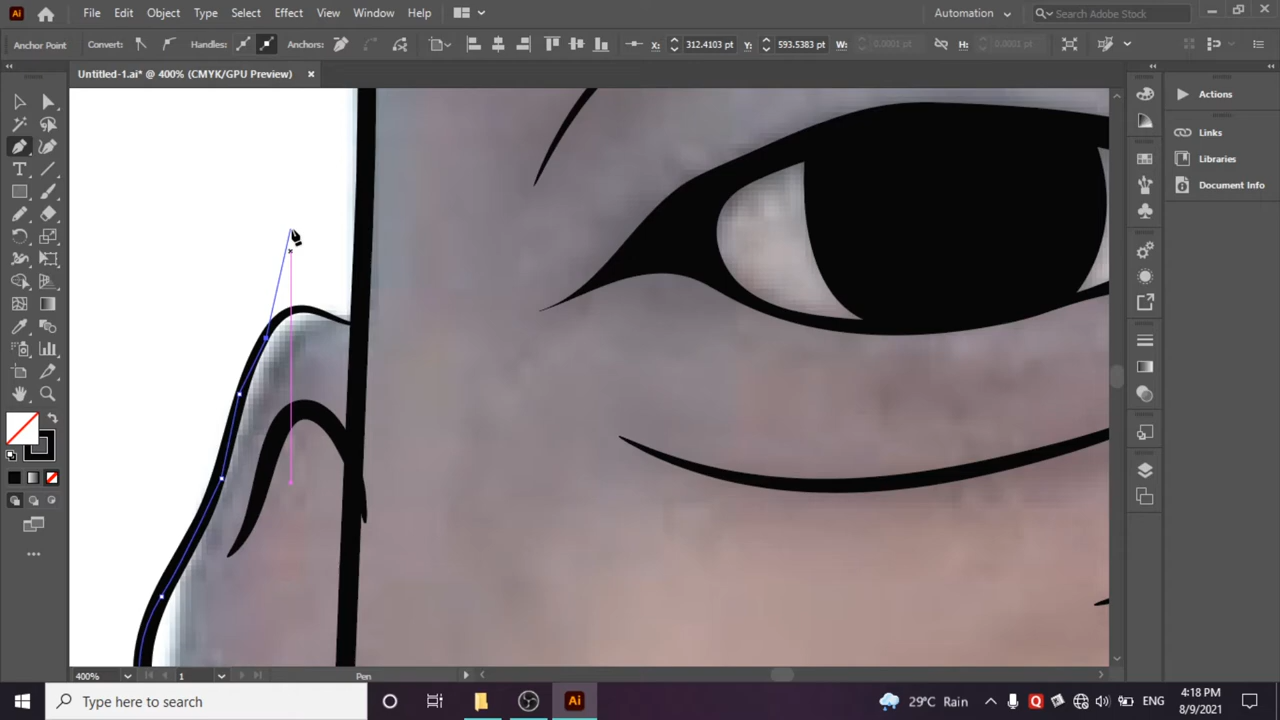 Ai File Edit Object Type Select Effect View Window Help Automation Search Adobe Stock
Anchor Point Convert: Handles: Anchors: X: 312.4103 pt Y: 593.5383 pt W: 0.0001 pt H: 0.0001 pt
Untitled-1.ai* @ 400% (CMYK/GPU Preview)
Actions
Links
Libraries
Document Info
400% 1 Pen
Type here to search Ai 29°C Rain ENG 4:18 PM
8/9/2021